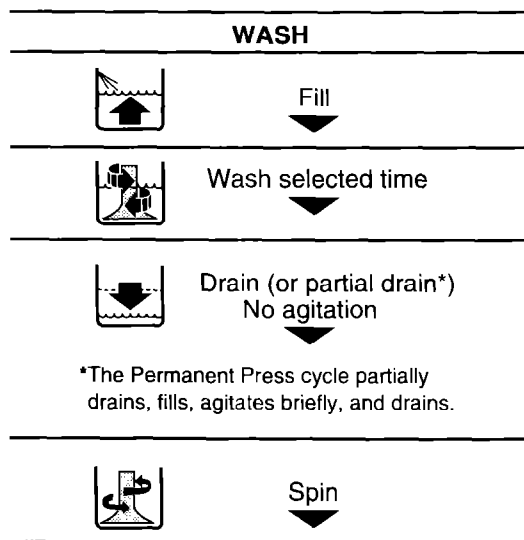 WASH
Fill
Wash selected time
Drain (or partial drain*)
No agitation
*The Permanent Press cycle partially
drains, fills, agitates briefly, and drains.
Spin